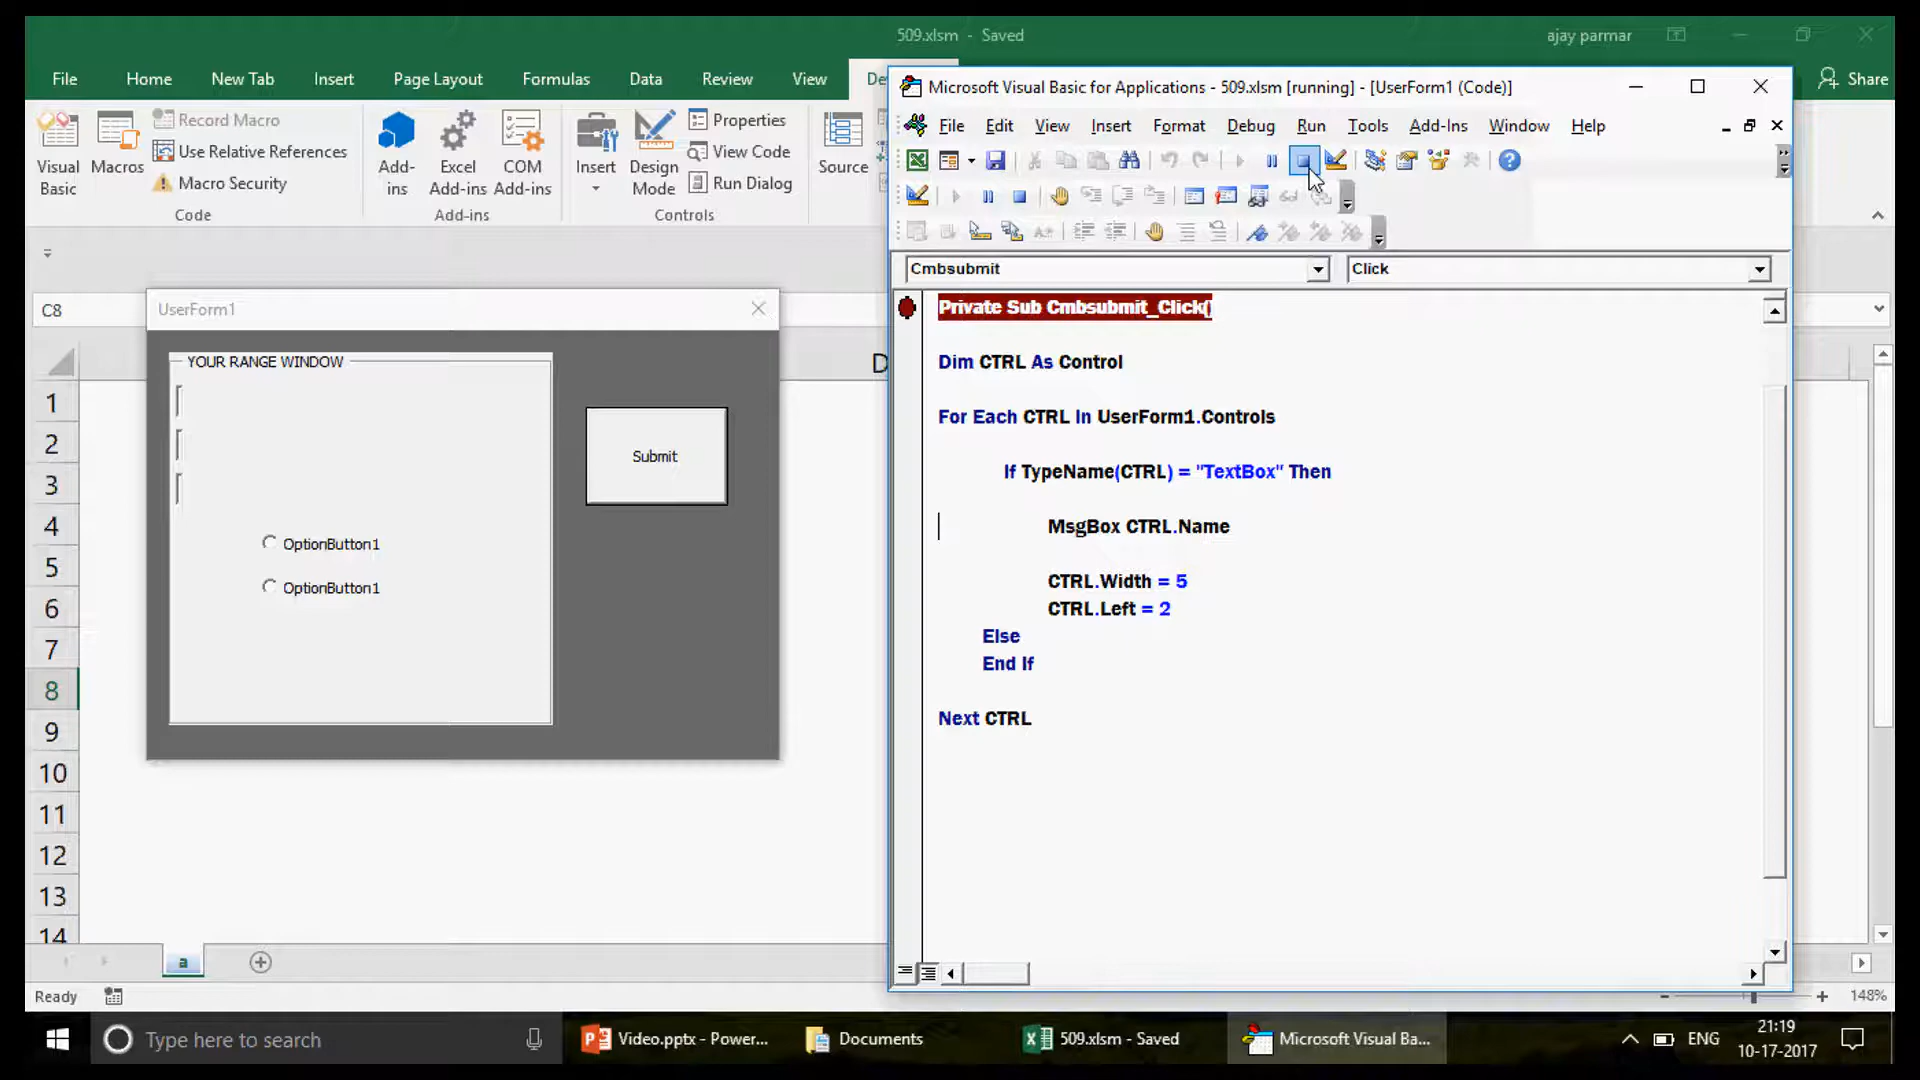 509.xlsm - Saved
ajay parmar
File Home New Tab Insert Page Layout Formulas Data Review View
Share
Visual Basic
Macros
Record Macro
Use Relative References
Macro Security
Code
Add-ins
Excel Add-ins
COM Add-ins
Add-ins
Insert
Design Mode
Properties
View Code
Run Dialog
Controls
Source
C8
D
1
2
3
4
5
6
7
8
9
10
11
12
13
14
UserForm1
YOUR RANGE WINDOW
OptionButton1
OptionButton1
Submit
Microsoft Visual Basic for Applications - 509.xlsm [running] - [UserForm1 (Code)]
File Edit View Insert Format Debug Run Tools Add-Ins Window Help
Cmbsubmit
Click
Private Sub Cmbsubmit_Click()
Dim CTRL As Control
For Each CTRL In UserForm1.Controls
If TypeName(CTRL) = "TextBox" Then
MsgBox CTRL.Name
CTRL.Width = 5
CTRL.Left = 2
Else
End If
Next CTRL
a
Ready
148%
Type here to search
Video.pptx - Power...
Documents
509.xlsm - Saved
Microsoft Visual Ba...
ENG
21:19
10-17-2017